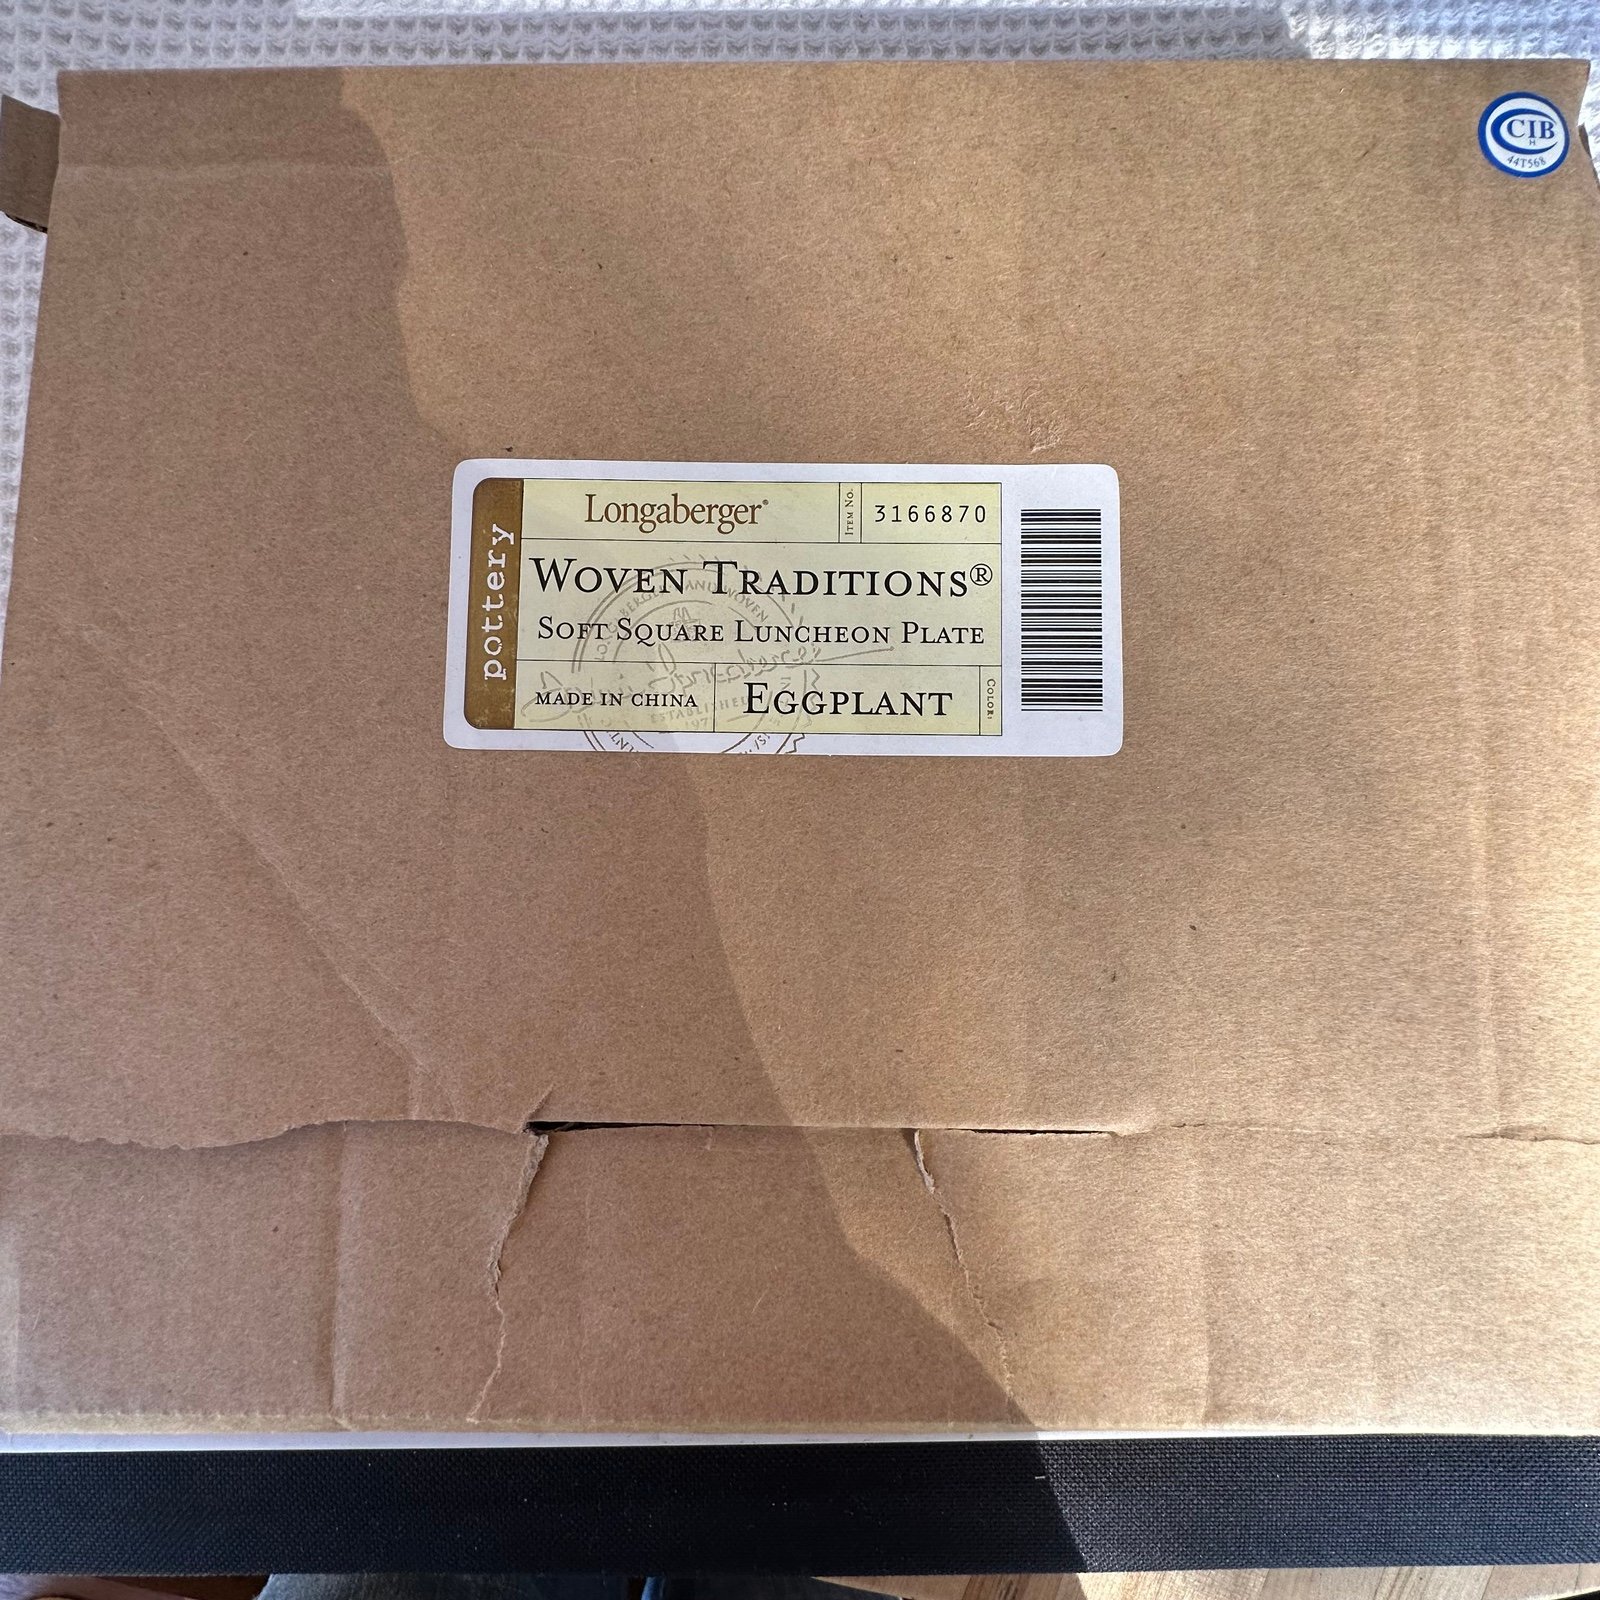 CIB
H
44T568
pottery
Longaberger®
ITEM NO. 3166870
WOVEN TRADITIONS®
SOFT SQUARE LUNCHEON PLATE
MADE IN CHINA
EGGPLANT
COLOR: